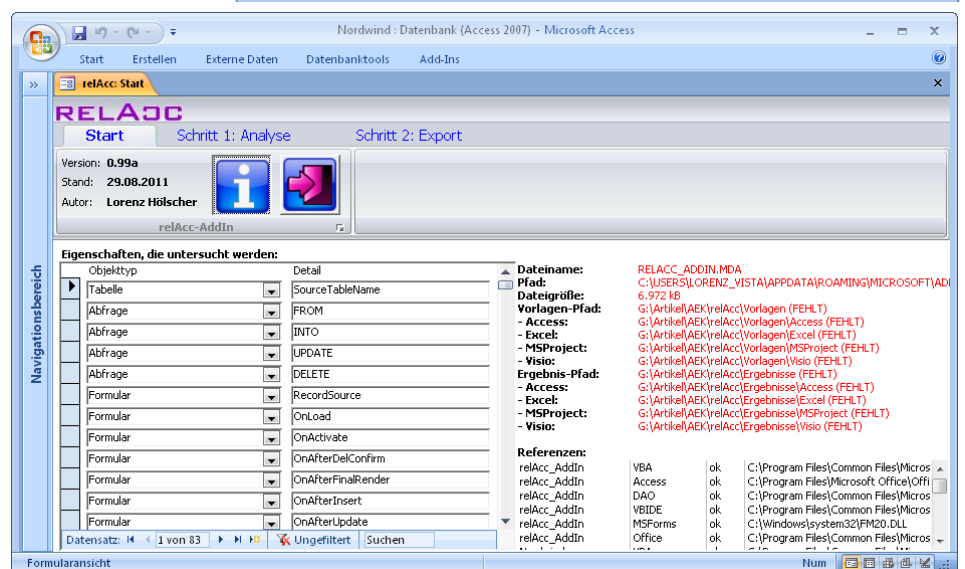 Nordwind : Datenbank (Access 2007) - Microsoft Access
Start Erstellen Externe Daten Datenbanktools Add-Ins
relAcc: Start
RELACC
Start Schritt 1: Analyse Schritt 2: Export
Version: 0.99a
Stand: 29.08.2011
Autor: Lorenz Hölscher
relAcc-AddIn
Navigationsbereich
Eigenschaften, die untersucht werden:
Objekttyp Detail
Tabelle SourceTableName
Abfrage FROM
Abfrage INTO
Abfrage UPDATE
Abfrage DELETE
Formular RecordSource
Formular OnLoad
Formular OnActivate
Formular OnAfterDelConfirm
Formular OnAfterFinalRender
Formular OnAfterInsert
Formular OnAfterUpdate
Datensatz: 1 von 83 Ungefiltert Suchen
Dateiname: RELACC_ADDIN.MDA
Pfad: C:\USERS\LORENZ_VISTA\APPDATA\ROAMING\MICROSOFT\ADI
Dateigröße: 6.972 kB
Vorlagen-Pfad: G:\Artikel\AEK\relAcc\Vorlagen (FEHLT)
- Access: G:\Artikel\AEK\relAcc\Vorlagen\Access (FEHLT)
- Excel: G:\Artikel\AEK\relAcc\Vorlagen\Excel (FEHLT)
- MSProject: G:\Artikel\AEK\relAcc\Vorlagen\MSProject (FEHLT)
- Visio: G:\Artikel\AEK\relAcc\Vorlagen\Visio (FEHLT)
Ergebnis-Pfad: G:\Artikel\AEK\relAcc\Ergebnisse (FEHLT)
- Access: G:\Artikel\AEK\relAcc\Ergebnisse\Access (FEHLT)
- Excel: G:\Artikel\AEK\relAcc\Ergebnisse\Excel (FEHLT)
- MSProject: G:\Artikel\AEK\relAcc\Ergebnisse\MSProject (FEHLT)
- Visio: G:\Artikel\AEK\relAcc\Ergebnisse\Visio (FEHLT)
Referenzen:
relAcc_AddIn VBA ok C:\Program Files\Common Files\Micros
relAcc_AddIn Access ok C:\Program Files\Microsoft Office\Offi
relAcc_AddIn DAO ok C:\Program Files\Common Files\Micros
relAcc_AddIn VBIDE ok C:\Program Files\Common Files\Micros
relAcc_AddIn MSForms ok C:\Windows\system32\FM20.DLL
relAcc_AddIn Office ok C:\Program Files\Common Files\Micros
Formularansicht Num